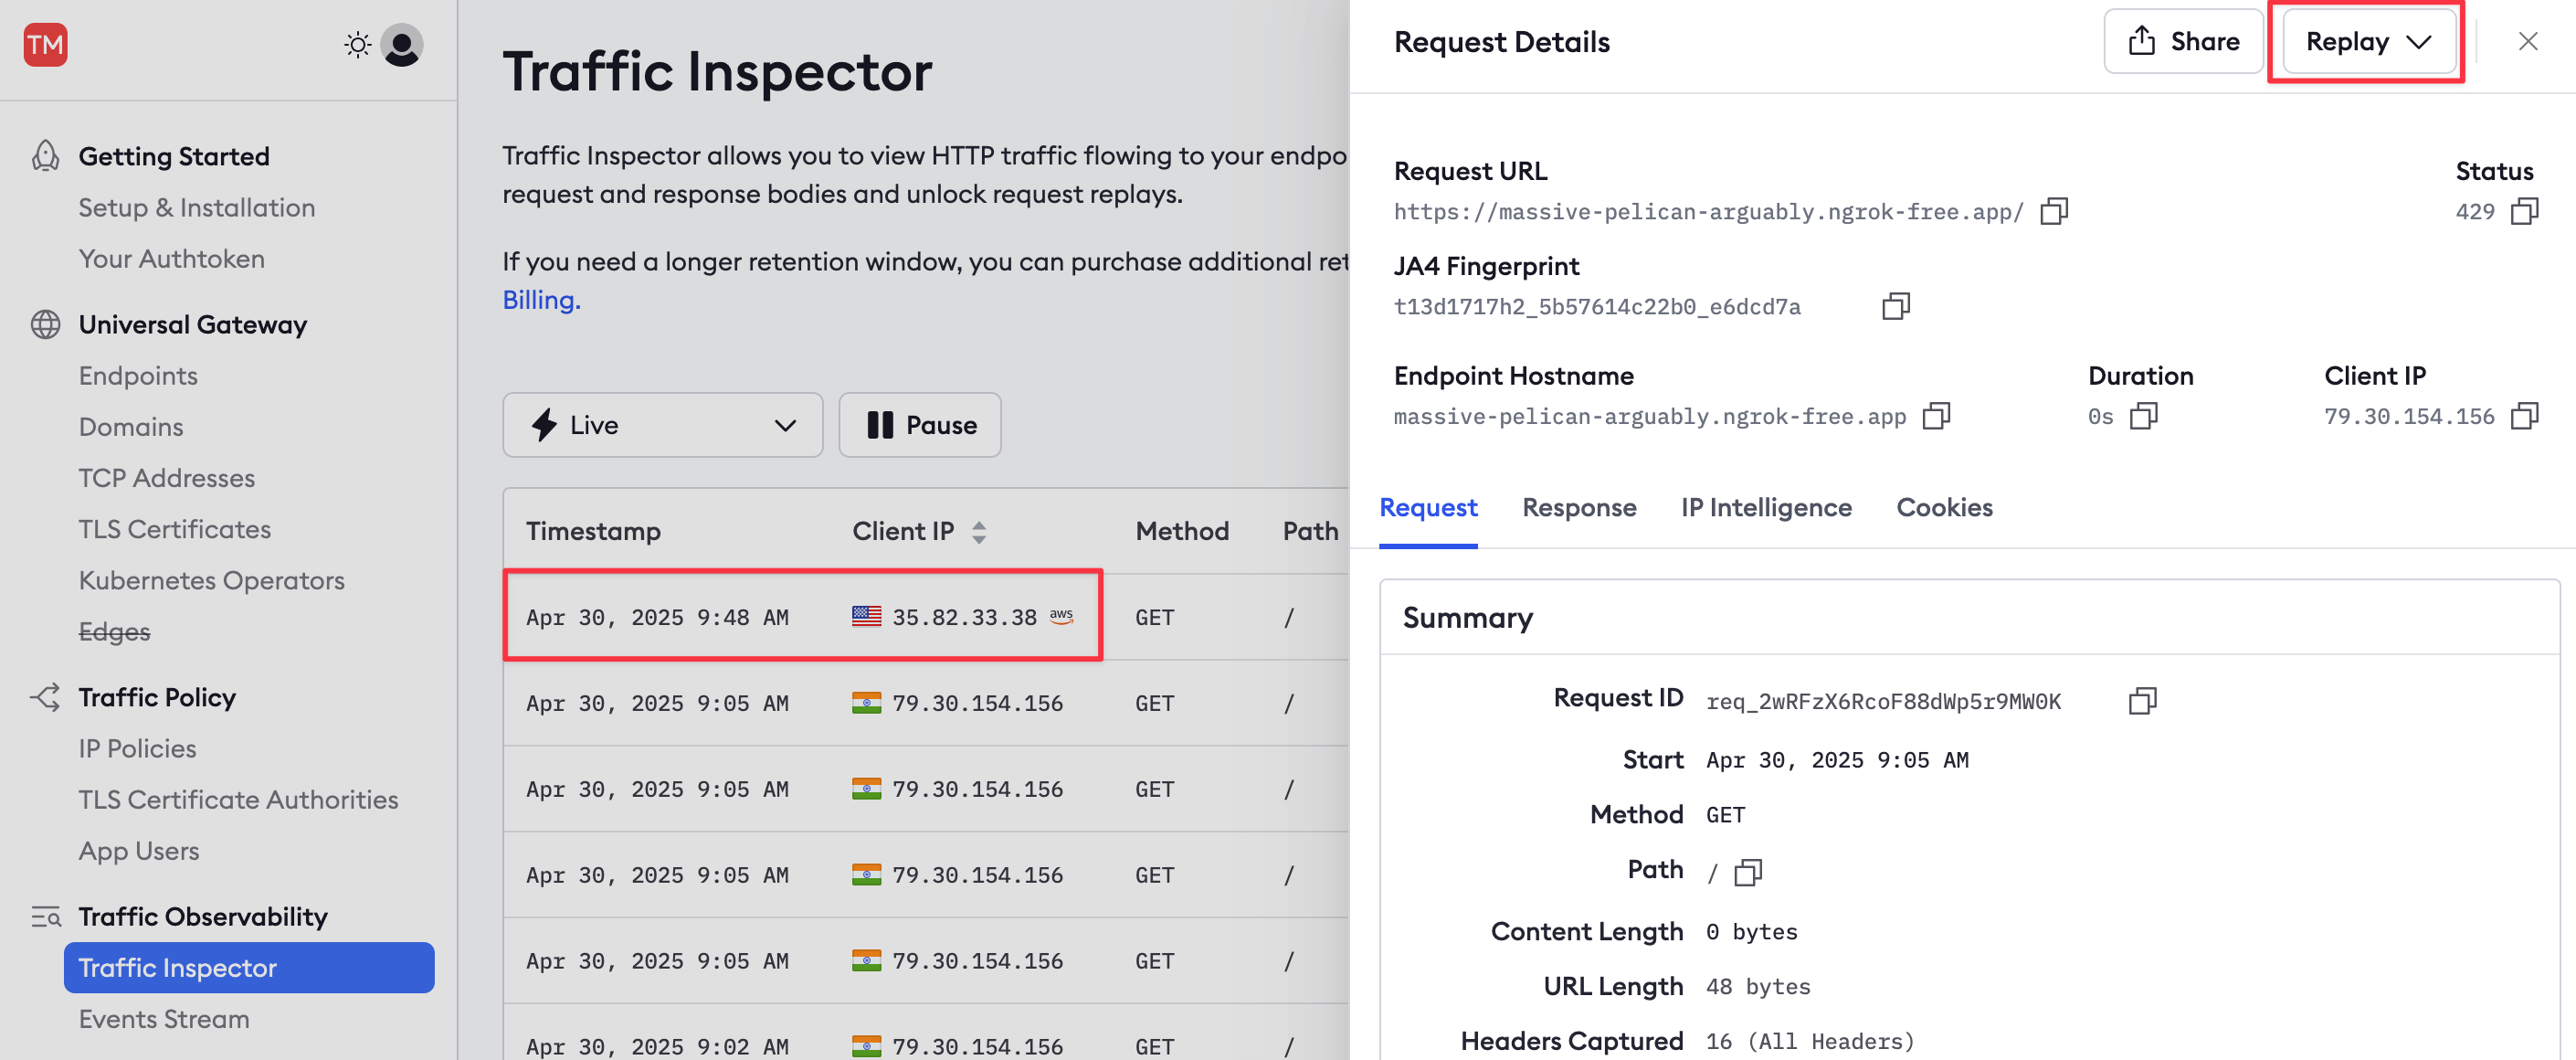 TM
Getting Started
Setup & Installation
Your Authtoken
Universal Gateway
Endpoints
Domains
TCP Addresses
TLS Certificates
Kubernetes Operators
Edges
Traffic Policy
IP Policies
TLS Certificate Authorities
App Users
Traffic Observability
Traffic Inspector
Events Stream
Traffic Inspector
Traffic Inspector allows you to view HTTP traffic flowing to your endpo
request and response bodies and unlock request replays.
If you need a longer retention window, you can purchase additional ret
Billing.
Live
Pause
Timestamp Client IP Method Path
Apr 30, 2025 9:48 AM 35.82.33.38 aws GET /
Apr 30, 2025 9:05 AM 79.30.154.156 GET /
Apr 30, 2025 9:05 AM 79.30.154.156 GET /
Apr 30, 2025 9:05 AM 79.30.154.156 GET /
Apr 30, 2025 9:05 AM 79.30.154.156 GET /
Apr 30, 2025 9:02 AM 79.30.154.156 GET /
Request Details
Share
Replay
Request URL Status
https://massive-pelican-arguably.ngrok-free.app/ 429
JA4 Fingerprint
t13d1717h2_5b57614c22b0_e6dcd7a
Endpoint Hostname Duration Client IP
massive-pelican-arguably.ngrok-free.app 0s 79.30.154.156
Request Response IP Intelligence Cookies
Summary
Request ID req_2wRFzX6RcoF88dWp5r9MW0K
Start Apr 30, 2025 9:05 AM
Method GET
Path /
Content Length 0 bytes
URL Length 48 bytes
Headers Captured 16 (All Headers)